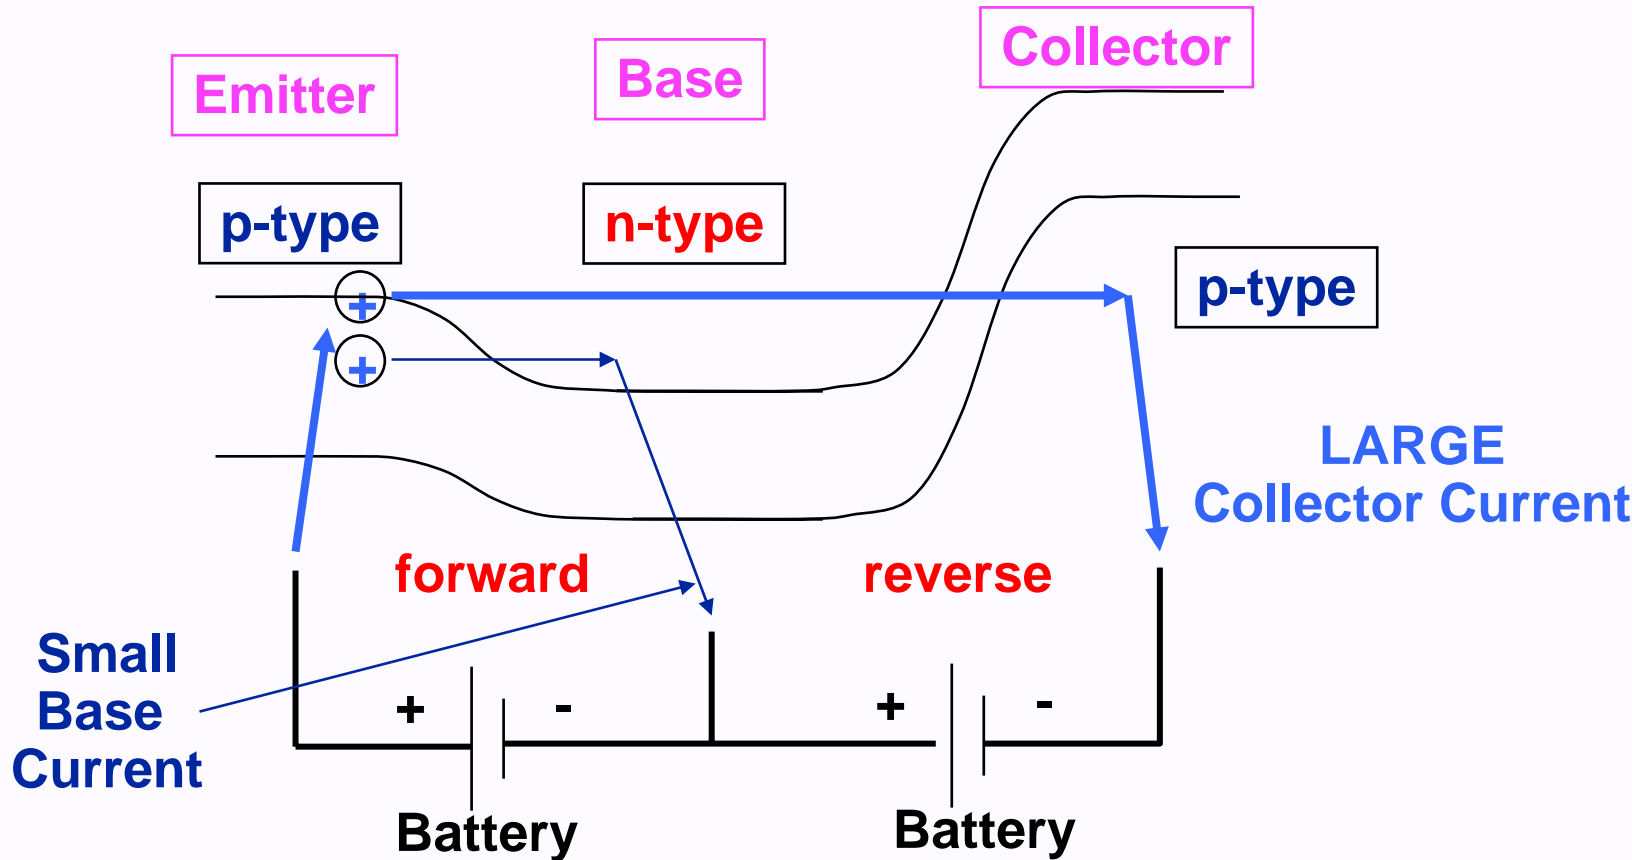 Emitter
Base
Collector
p-type
n-type
p-type
+
+
LARGE
Collector Current
forward
reverse
Small
Base
Current
+
-
+
-
Battery
Battery